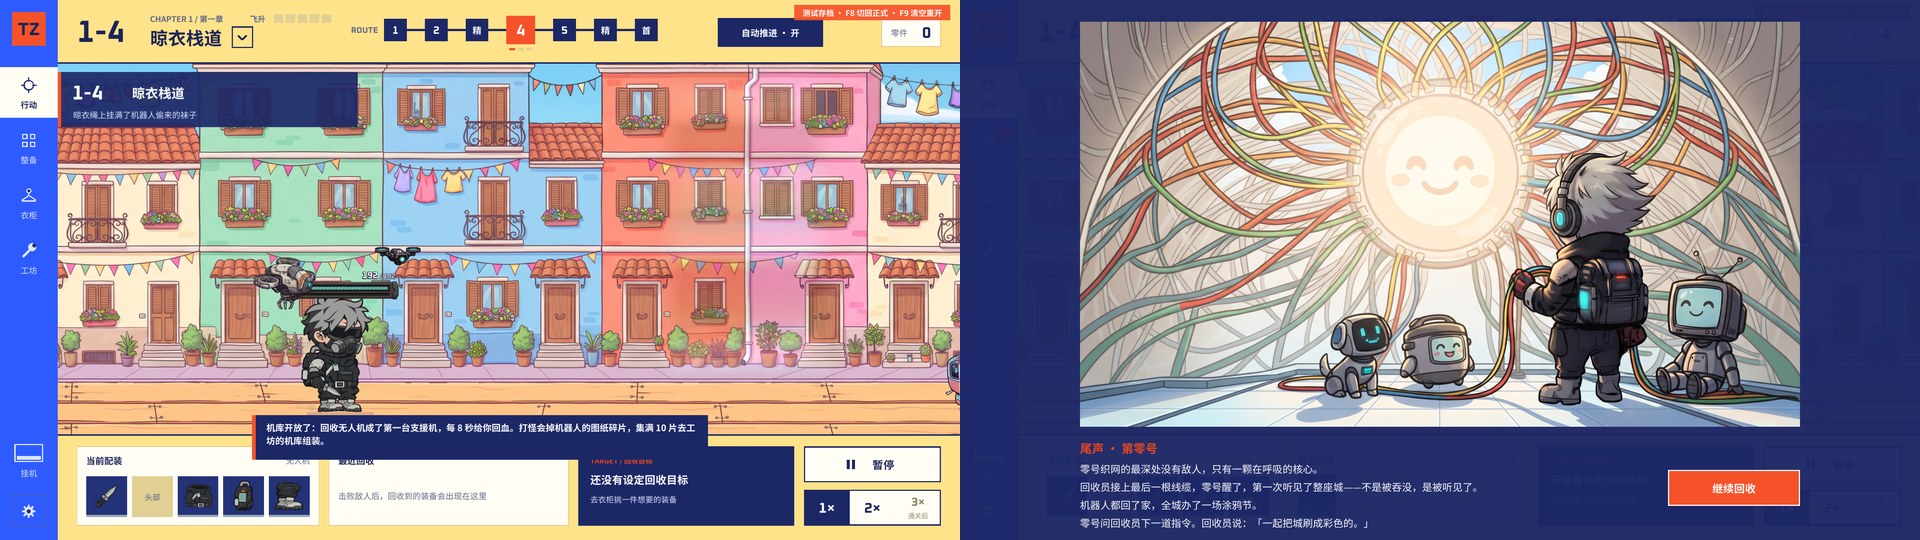 TZ
行动
整备
衣柜
工坊
挂机
1-4
CHAPTER 1 / 第一章
飞升
晾衣栈道
ROUTE
1
2
精
4
5
精
首
自动推进 · 开
测试存档 · F8 切回正式 · F9 清空重开
零件 0
1-4 晾衣栈道
晾衣绳上挂满了机器人偷来的袜子
机库开放了：回收无人机成了第一台支援机，每 8 秒给你回血。打怪会掉机器人的图纸碎片，集满 10 片去工
坊的机库组装。
当前配装
无人机
头部
最近回收
击败敌人后，回收到的装备会出现在这里
TARGET / 回收目标
还没有设定回收目标
去衣柜挑一件想要的装备
暂停
1×
2×
3×
通关后
尾声 · 第零号
零号织网的最深处没有敌人，只有一颗在呼吸的核心。
回收员接上最后一根线缆，零号醒了，第一次听见了整座城——不是被吞没，是被听见了。
机器人都回了家，全城办了一场涂鸦节。
零号问回收员下一道指令。回收员说：「一起把城刷成彩色的。」
继续回收